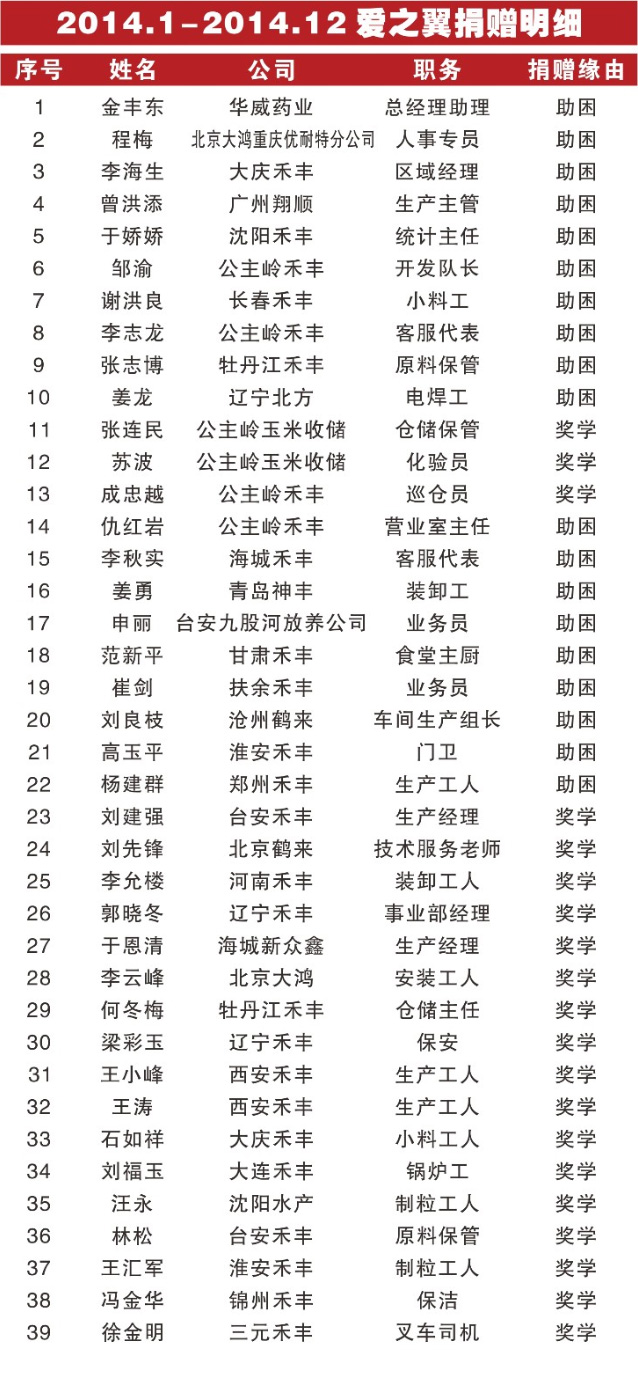 2014.1-2014.12 爱之翼捐赠明细
序号 姓名 公司 职务 捐赠缘由
1 金丰东 华威药业 总经理助理 助困
2 程梅 北京大鸿重庆优耐特分公司 人事专员 助困
3 李海生 大庆禾丰 区域经理 助困
4 曾洪添 广州翔顺 生产主管 助困
5 于娇娇 沈阳禾丰 统计主任 助困
6 邹渝 公主岭禾丰 开发队长 助困
7 谢洪良 长春禾丰 小料工 助困
8 李志龙 公主岭禾丰 客服代表 助困
9 张志博 牡丹江禾丰 原料保管 助困
10 姜龙 辽宁北方 电焊工 助困
11 张连民 公主岭玉米收储 仓储保管 奖学
12 苏波 公主岭玉米收储 化验员 奖学
13 成忠越 公主岭禾丰 巡仓员 奖学
14 仇红岩 公主岭禾丰 营业室主任 助困
15 李秋实 海城禾丰 客服代表 助困
16 姜勇 青岛神丰 装卸工 助困
17 申丽 台安九股河放养公司 业务员 助困
18 范新平 甘肃禾丰 食堂主厨 助困
19 崔剑 扶余禾丰 业务员 助困
20 刘良枝 沧州鹤来 车间生产组长 助困
21 高玉平 淮安禾丰 门卫 助困
22 杨建群 郑州禾丰 生产工人 助困
23 刘建强 台安禾丰 生产经理 奖学
24 刘先锋 北京鹤来 技术服务老师 奖学
25 李允楼 河南禾丰 装卸工人 奖学
26 郭晓冬 辽宁禾丰 事业部经理 奖学
27 于恩清 海城新众鑫 生产经理 奖学
28 李云峰 北京大鸿 安装工人 奖学
29 何冬梅 牡丹江禾丰 仓储主任 奖学
30 梁彩玉 辽宁禾丰 保安 奖学
31 王小峰 西安禾丰 生产工人 奖学
32 王涛 西安禾丰 生产工人 奖学
33 石如祥 大庆禾丰 小料工人 奖学
34 刘福玉 大连禾丰 锅炉工 奖学
35 汪永 沈阳水产 制粒工人 奖学
36 林松 台安禾丰 原料保管 奖学
37 王汇军 淮安禾丰 制粒工人 奖学
38 冯金华 锦州禾丰 保洁 奖学
39 徐金明 三元禾丰 叉车司机 奖学